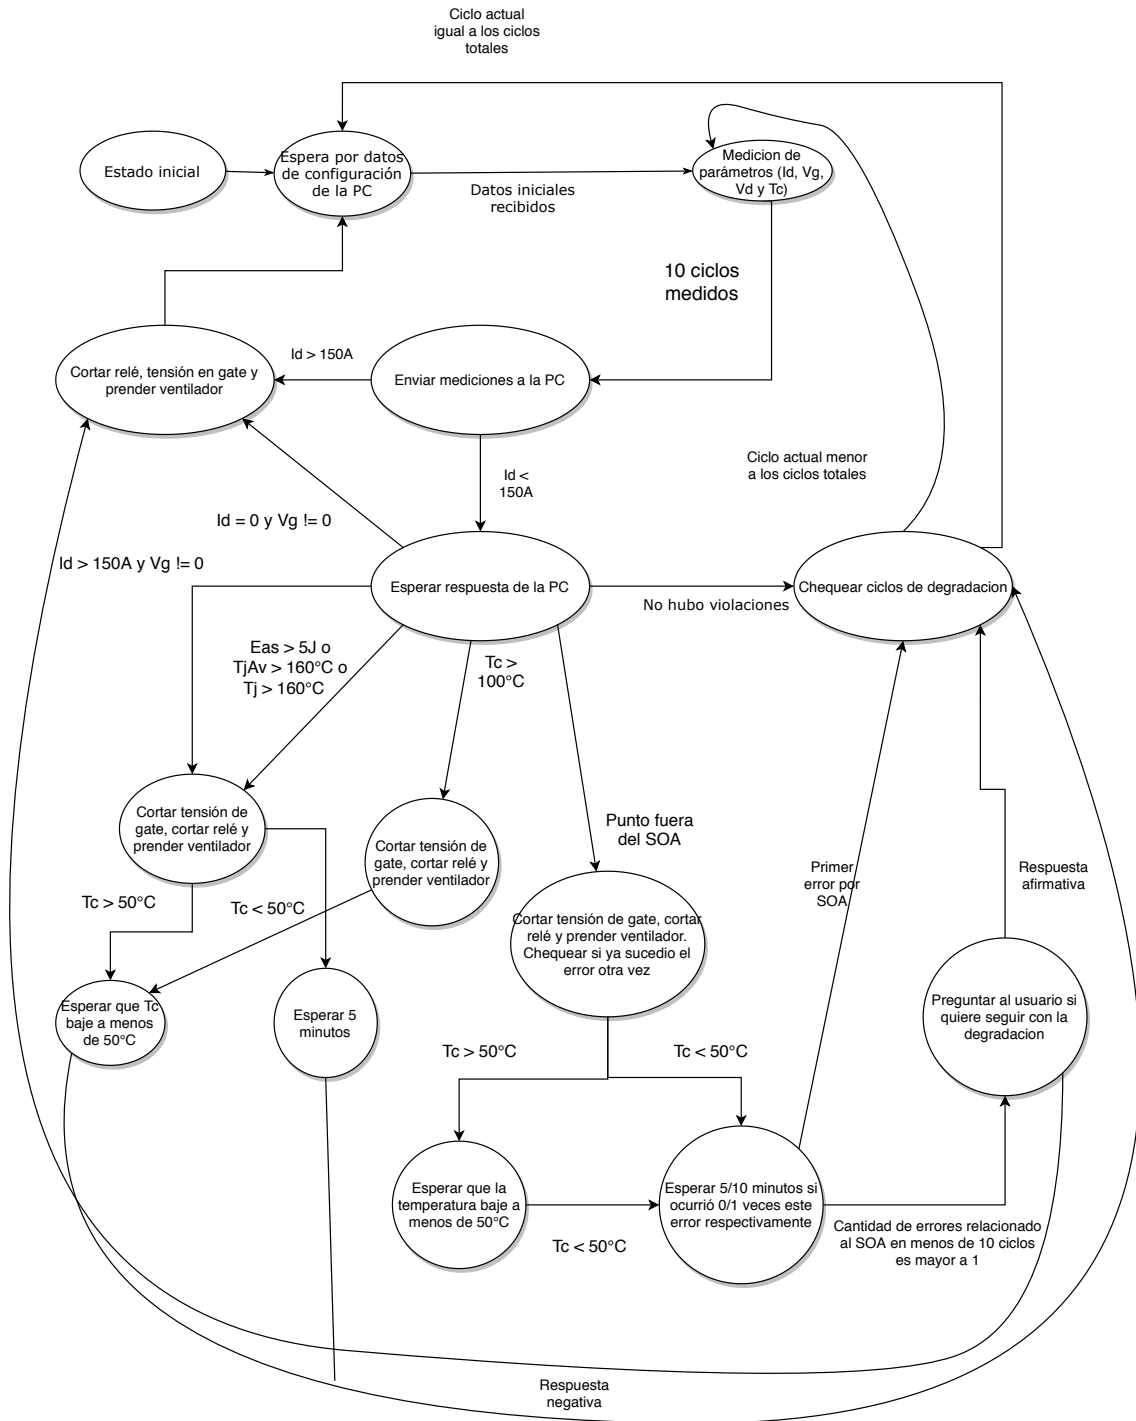 Ciclo actual
igual a los ciclos
totales
Estado inicial
Espera por datos
de configuración
de la PC
Datos iniciales
recibidos
Medicion de
parámetros (Id, Vg,
Vd y Tc)
10 ciclos
medidos
Cortar relé, tensión en gate y
prender ventilador
Id > 150A
Enviar mediciones a la PC
Id <
150A
Ciclo actual menor
a los ciclos totales
Id = 0 y Vg != 0
Id > 150A y Vg != 0
Esperar respuesta de la PC
No hubo violaciones
Chequear ciclos de degradacion
Eas > 5J o
TjAv > 160°C o
Tj > 160°C
Tc >
100°C
Cortar tensión de
gate, cortar relé y
prender ventilador
Cortar tensión de
gate, cortar relé y
prender ventilador
Punto fuera
del SOA
Primer
error por
SOA
Respuesta
afirmativa
Tc > 50°C
Tc < 50°C
Cortar tensión de gate, cortar
relé y prender ventilador.
Chequear si ya sucedio el
error otra vez
Esperar que Tc
baje a menos
de 50°C
Esperar 5
minutos
Preguntar al usuario si
quiere seguir con la
degradacion
Tc > 50°C
Tc < 50°C
Esperar que la
temperatura baje a
menos de 50°C
Tc < 50°C
Esperar 5/10 minutos si
ocurrió 0/1 veces este
error respectivamente
Cantidad de errores relacionado
al SOA en menos de 10 ciclos
es mayor a 1
Respuesta
negativa